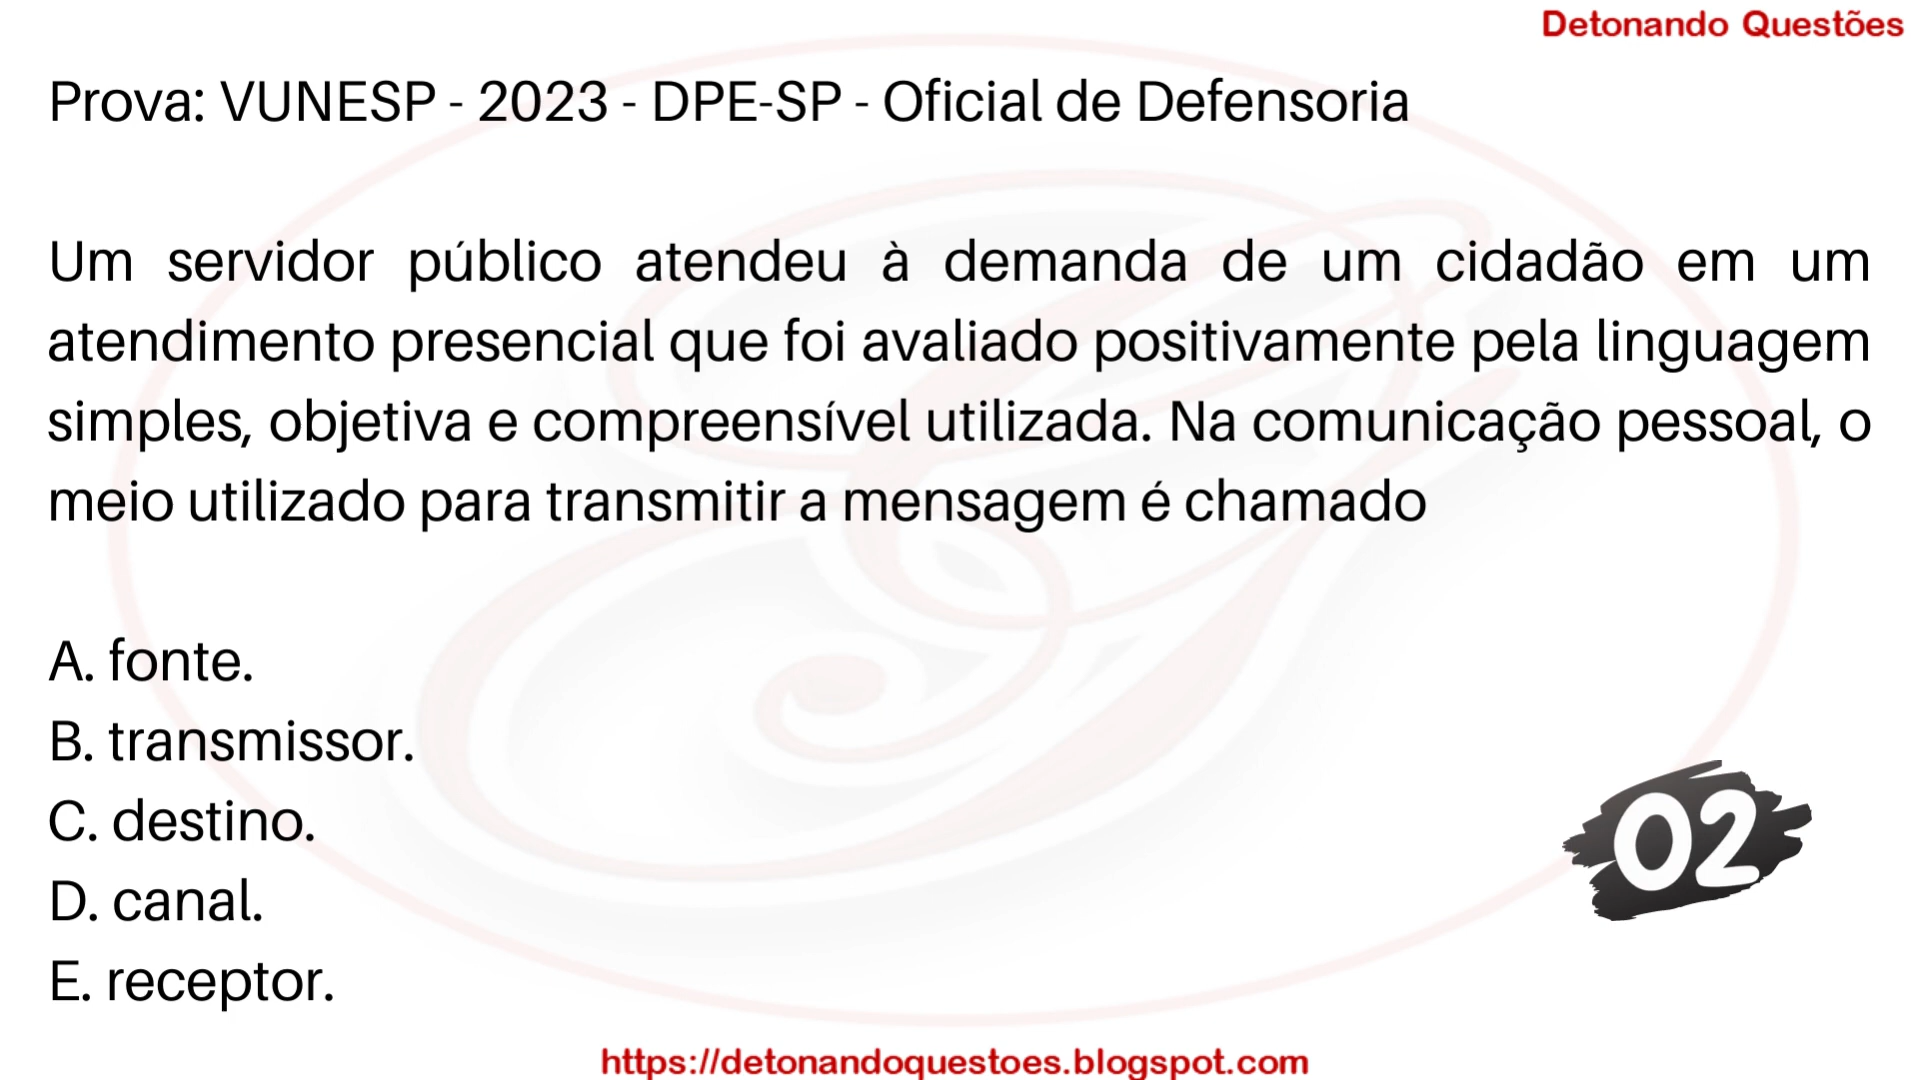 Detonando Questões
Prova: VUNESP - 2023 - DPE-SP - Oficial de Defensoria
Um servidor público atendeu à demanda de um cidadão em um
atendimento presencial que foi avaliado positivamente pela linguagem
simples, objetiva e compreensível utilizada. Na comunicação pessoal, o
meio utilizado para transmitir a mensagem é chamado
A. fonte.
B. transmissor.
C. destino.
D. canal.
E. receptor.
02
https://detonandoquestoes.blogspot.com